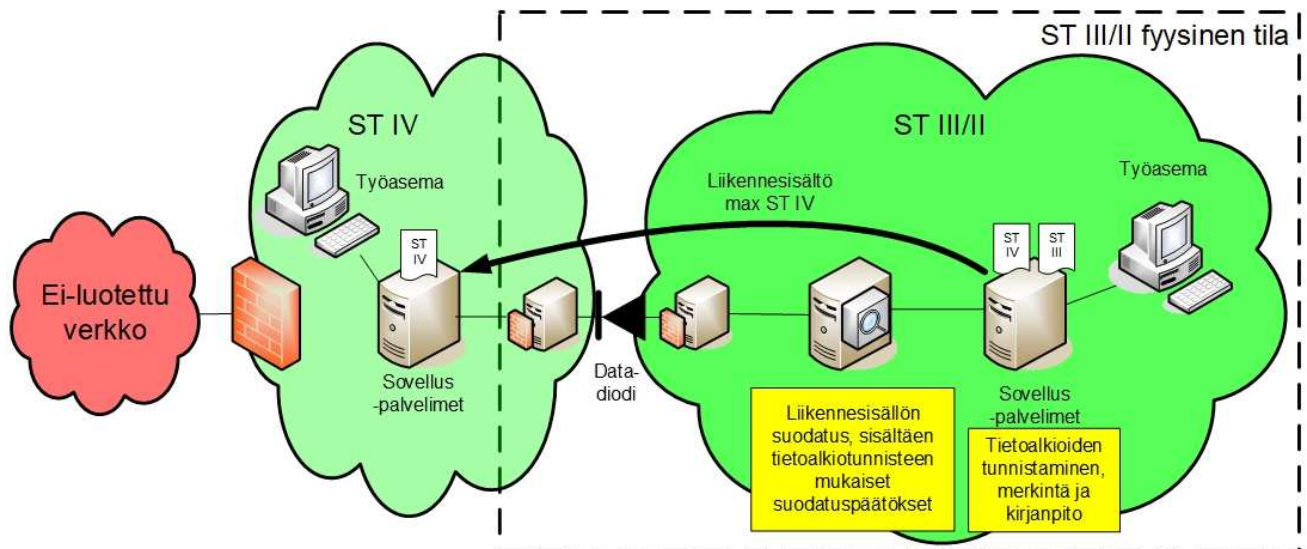 ST III/II fyysinen tila
ST IV
Työasema
ST
IV
Ei-luotettu
verkko
Sovellus
-palvelimet
Data-
diodi
ST III/II
Liikennesisältö
max ST IV
Työasema
ST
IV
ST
III
Sovellus
-palvelimet
Liikennesisällön
suodatus, sisältäen
tietoalkiotunnisteen
mukaiset
suodatuspäätökset
Tietoalkioiden
tunnistaminen,
merkintä ja
kirjanpito